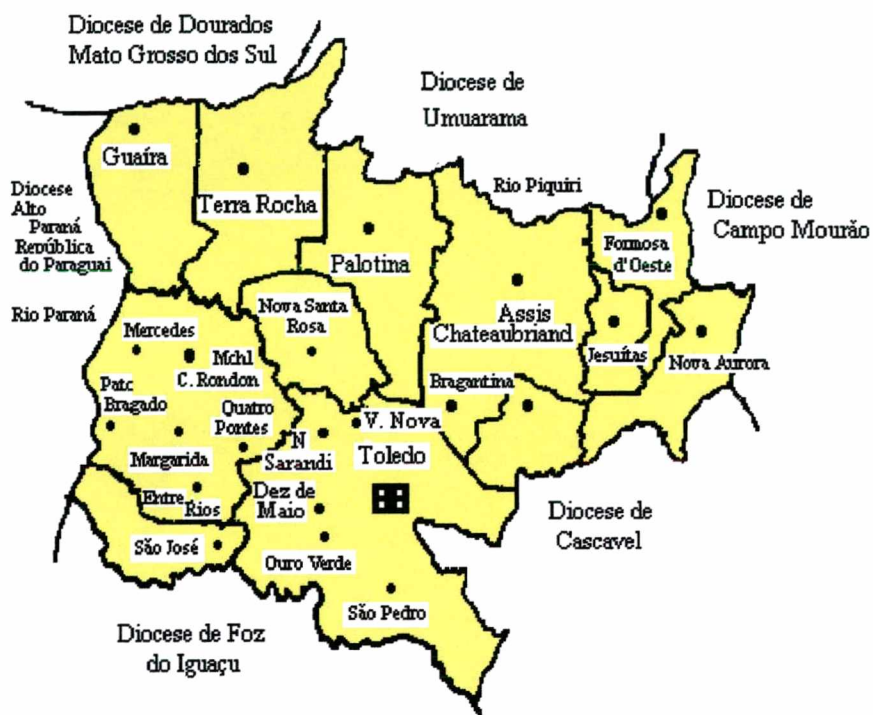 Diocese de Dourados
Mato Grosso dos Sul
Diocese de
Umuarama
Guaíra
Terra Rocha
Rio Piquiri
Diocese
Alto
Paraná
República
do Paraguai
Diocese de
Campo Mourão
Formosa
d'Oeste
Palotina
Rio Paraná
Nova Santa
Rosa
Assis
Chateaubriand
Mercedes
Mchl
C. Rondon
Jesuítas
Nova Aurora
Pato
Bragado
Bragantina
Quatro
Pontes
V. Nova
N
Sarandi
Toledo
Margarida
Entre
Rios
Dez de
Maio
São José
Ouro Verde
Diocese de
Cascavel
São Pedro
Diocese de Foz
do Iguaçu